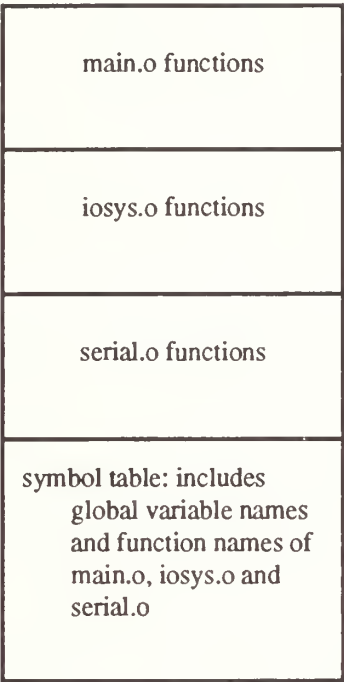 main.o functions
iosys.o functions
serial.o functions
symbol table: includes
global variable names
and function names of
main.o, iosys.o and
serial.o